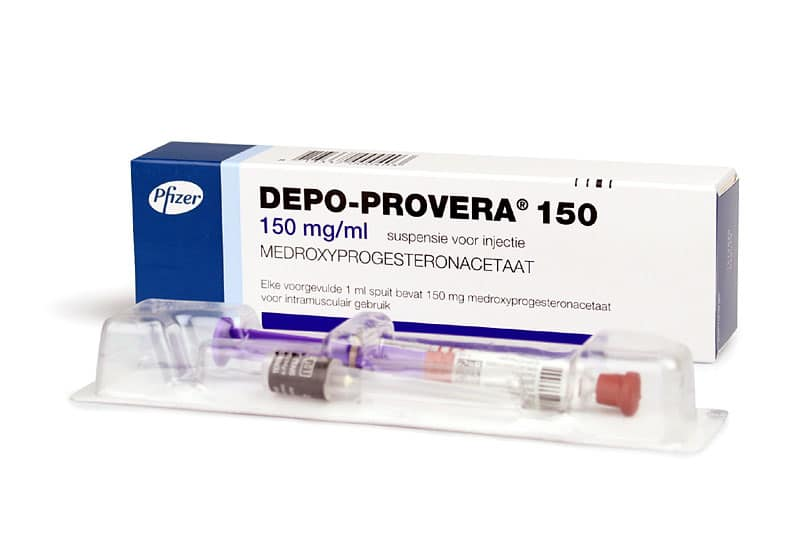 Pfizer
DEPO-PROVERA® 150
150 mg/ml suspensie voor injectie
MEDROXYPROGESTERONACETAAT
Elke voorgevulde 1 ml spuit bevat 150 mg medroxyprogesteronacetaat
voor intramusculair gebruik